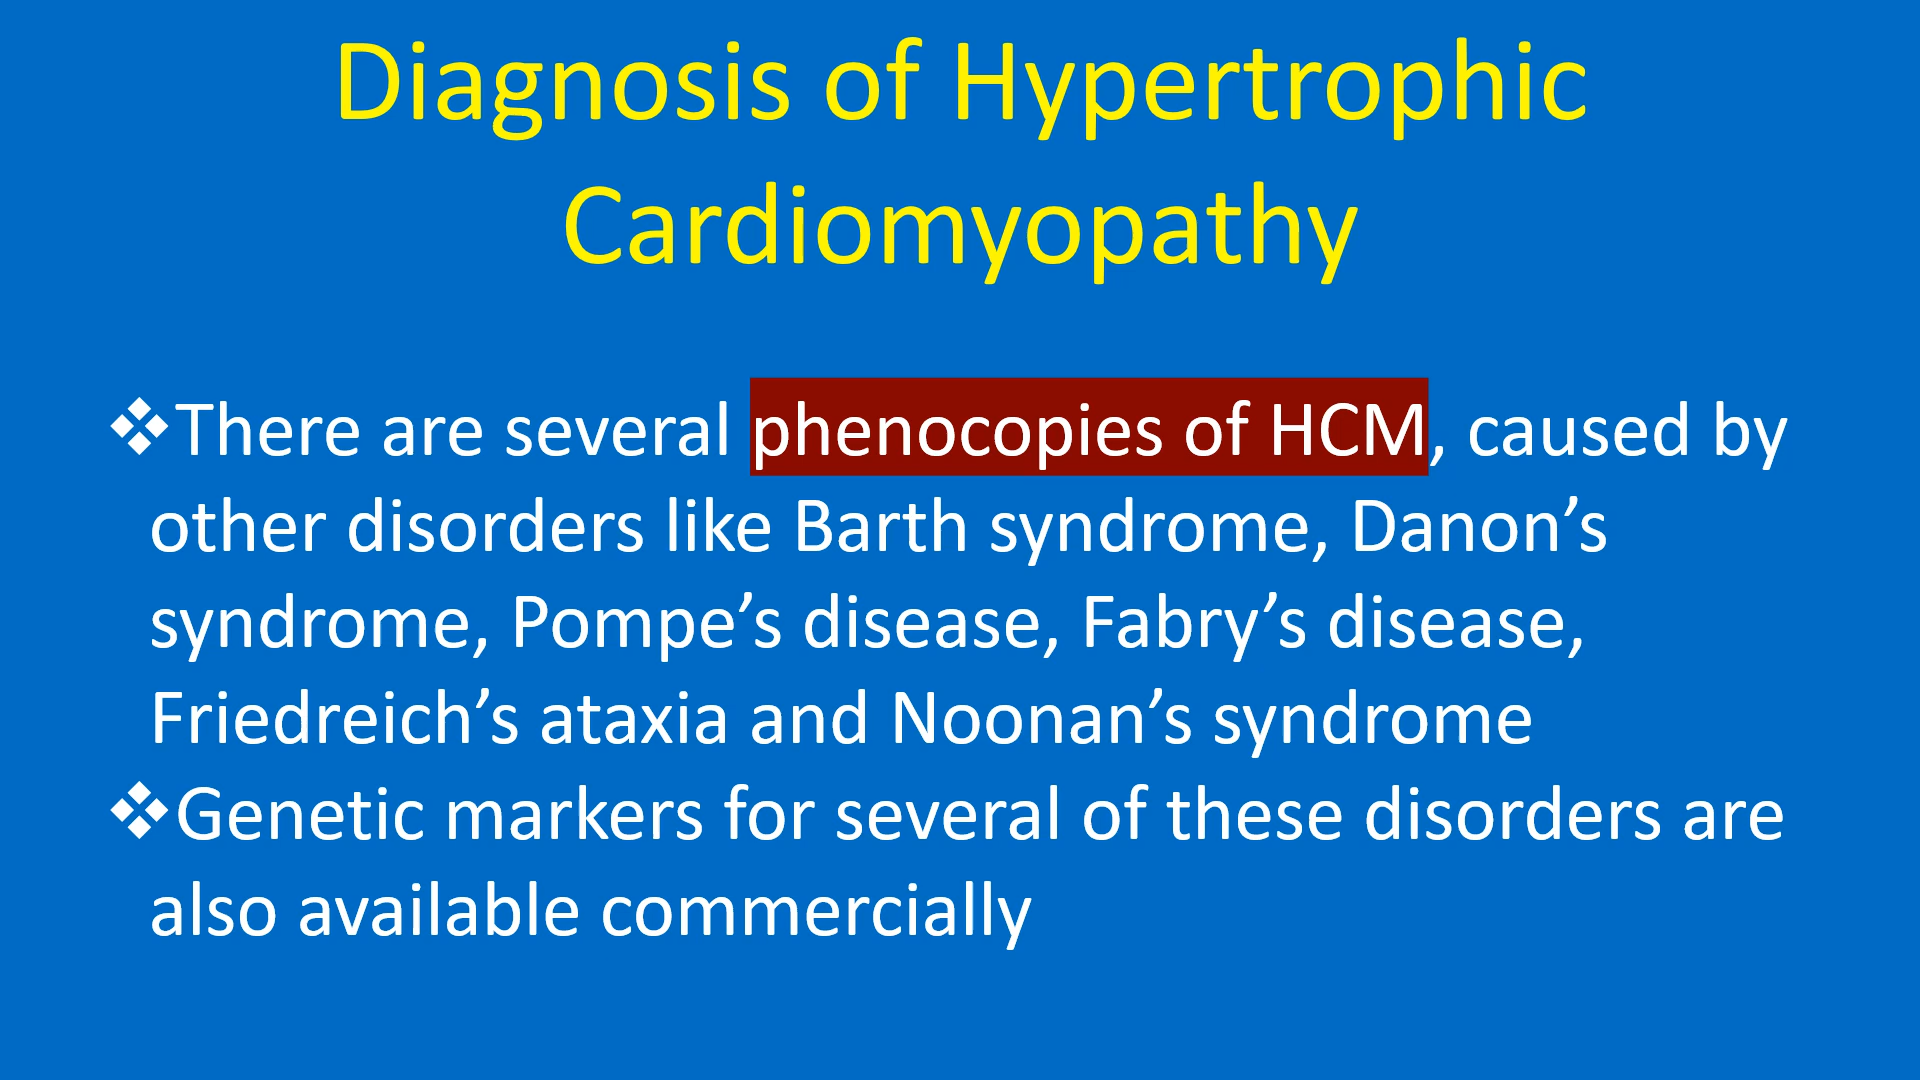 Diagnosis of Hypertrophic
Cardiomyopathy
❖There are several phenocopies of HCM, caused by
other disorders like Barth syndrome, Danon’s
syndrome, Pompe’s disease, Fabry’s disease,
Friedreich’s ataxia and Noonan’s syndrome
❖Genetic markers for several of these disorders are
also available commercially